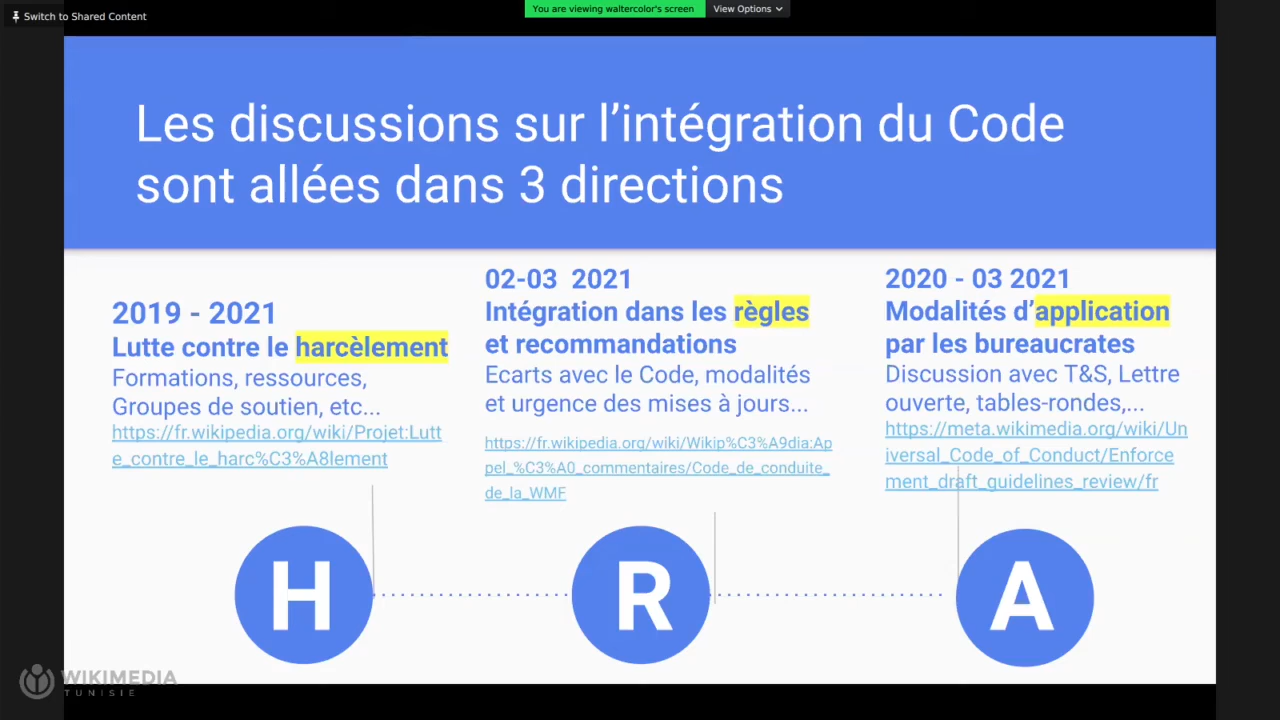 Switch to Shared Content
You are viewing waltercolor's screen
View Options
Les discussions sur l’intégration du Code
sont allées dans 3 directions
2019 - 2021
Lutte contre le harcèlement
Formations, ressources,
Groupes de soutien, etc...
https://fr.wikipedia.org/wiki/Projet:Lutt
e_contre_le_harc%C3%A8lement
02-03 2021
Intégration dans les règles
et recommandations
Ecarts avec le Code, modalités
et urgence des mises à jours...
https://fr.wikipedia.org/wiki/Wikip%C3%A9dia:Ap
pel_%C3%A0_commentaires/Code_de_conduite_
de_la_WMF
2020 - 03 2021
Modalités d’application
par les bureaucrates
Discussion avec T&S, Lettre
ouverte, tables-rondes,...
https://meta.wikimedia.org/wiki/Un
iversal_Code_of_Conduct/Enforce
ment_draft_guidelines_review/fr
H
R
A
WIKIMEDIA
TUNISIE